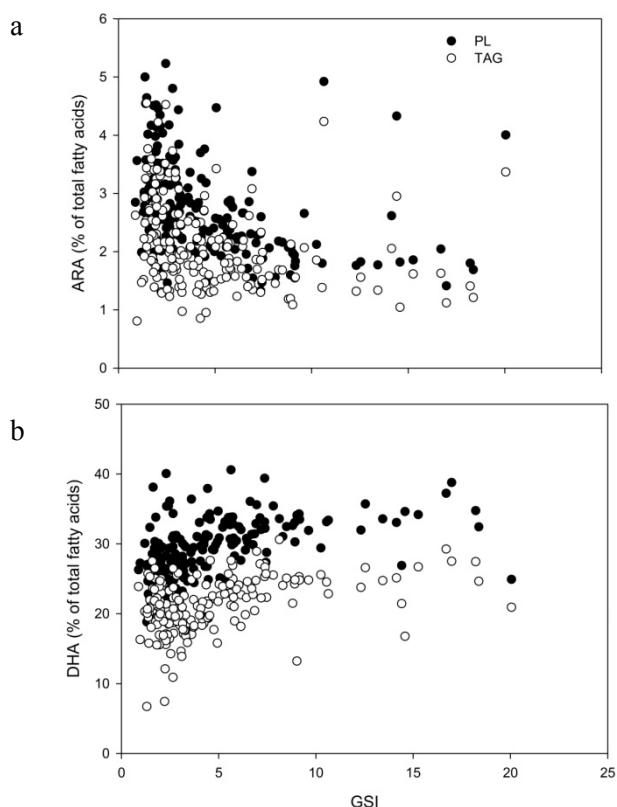 a
6
5
4
3
2
1
0
ARA (% of total fatty acids)
PL
TAG
b
50
40
30
20
10
0
DHA (% of total fatty acids)
0 5 10 15 20 25
GSI